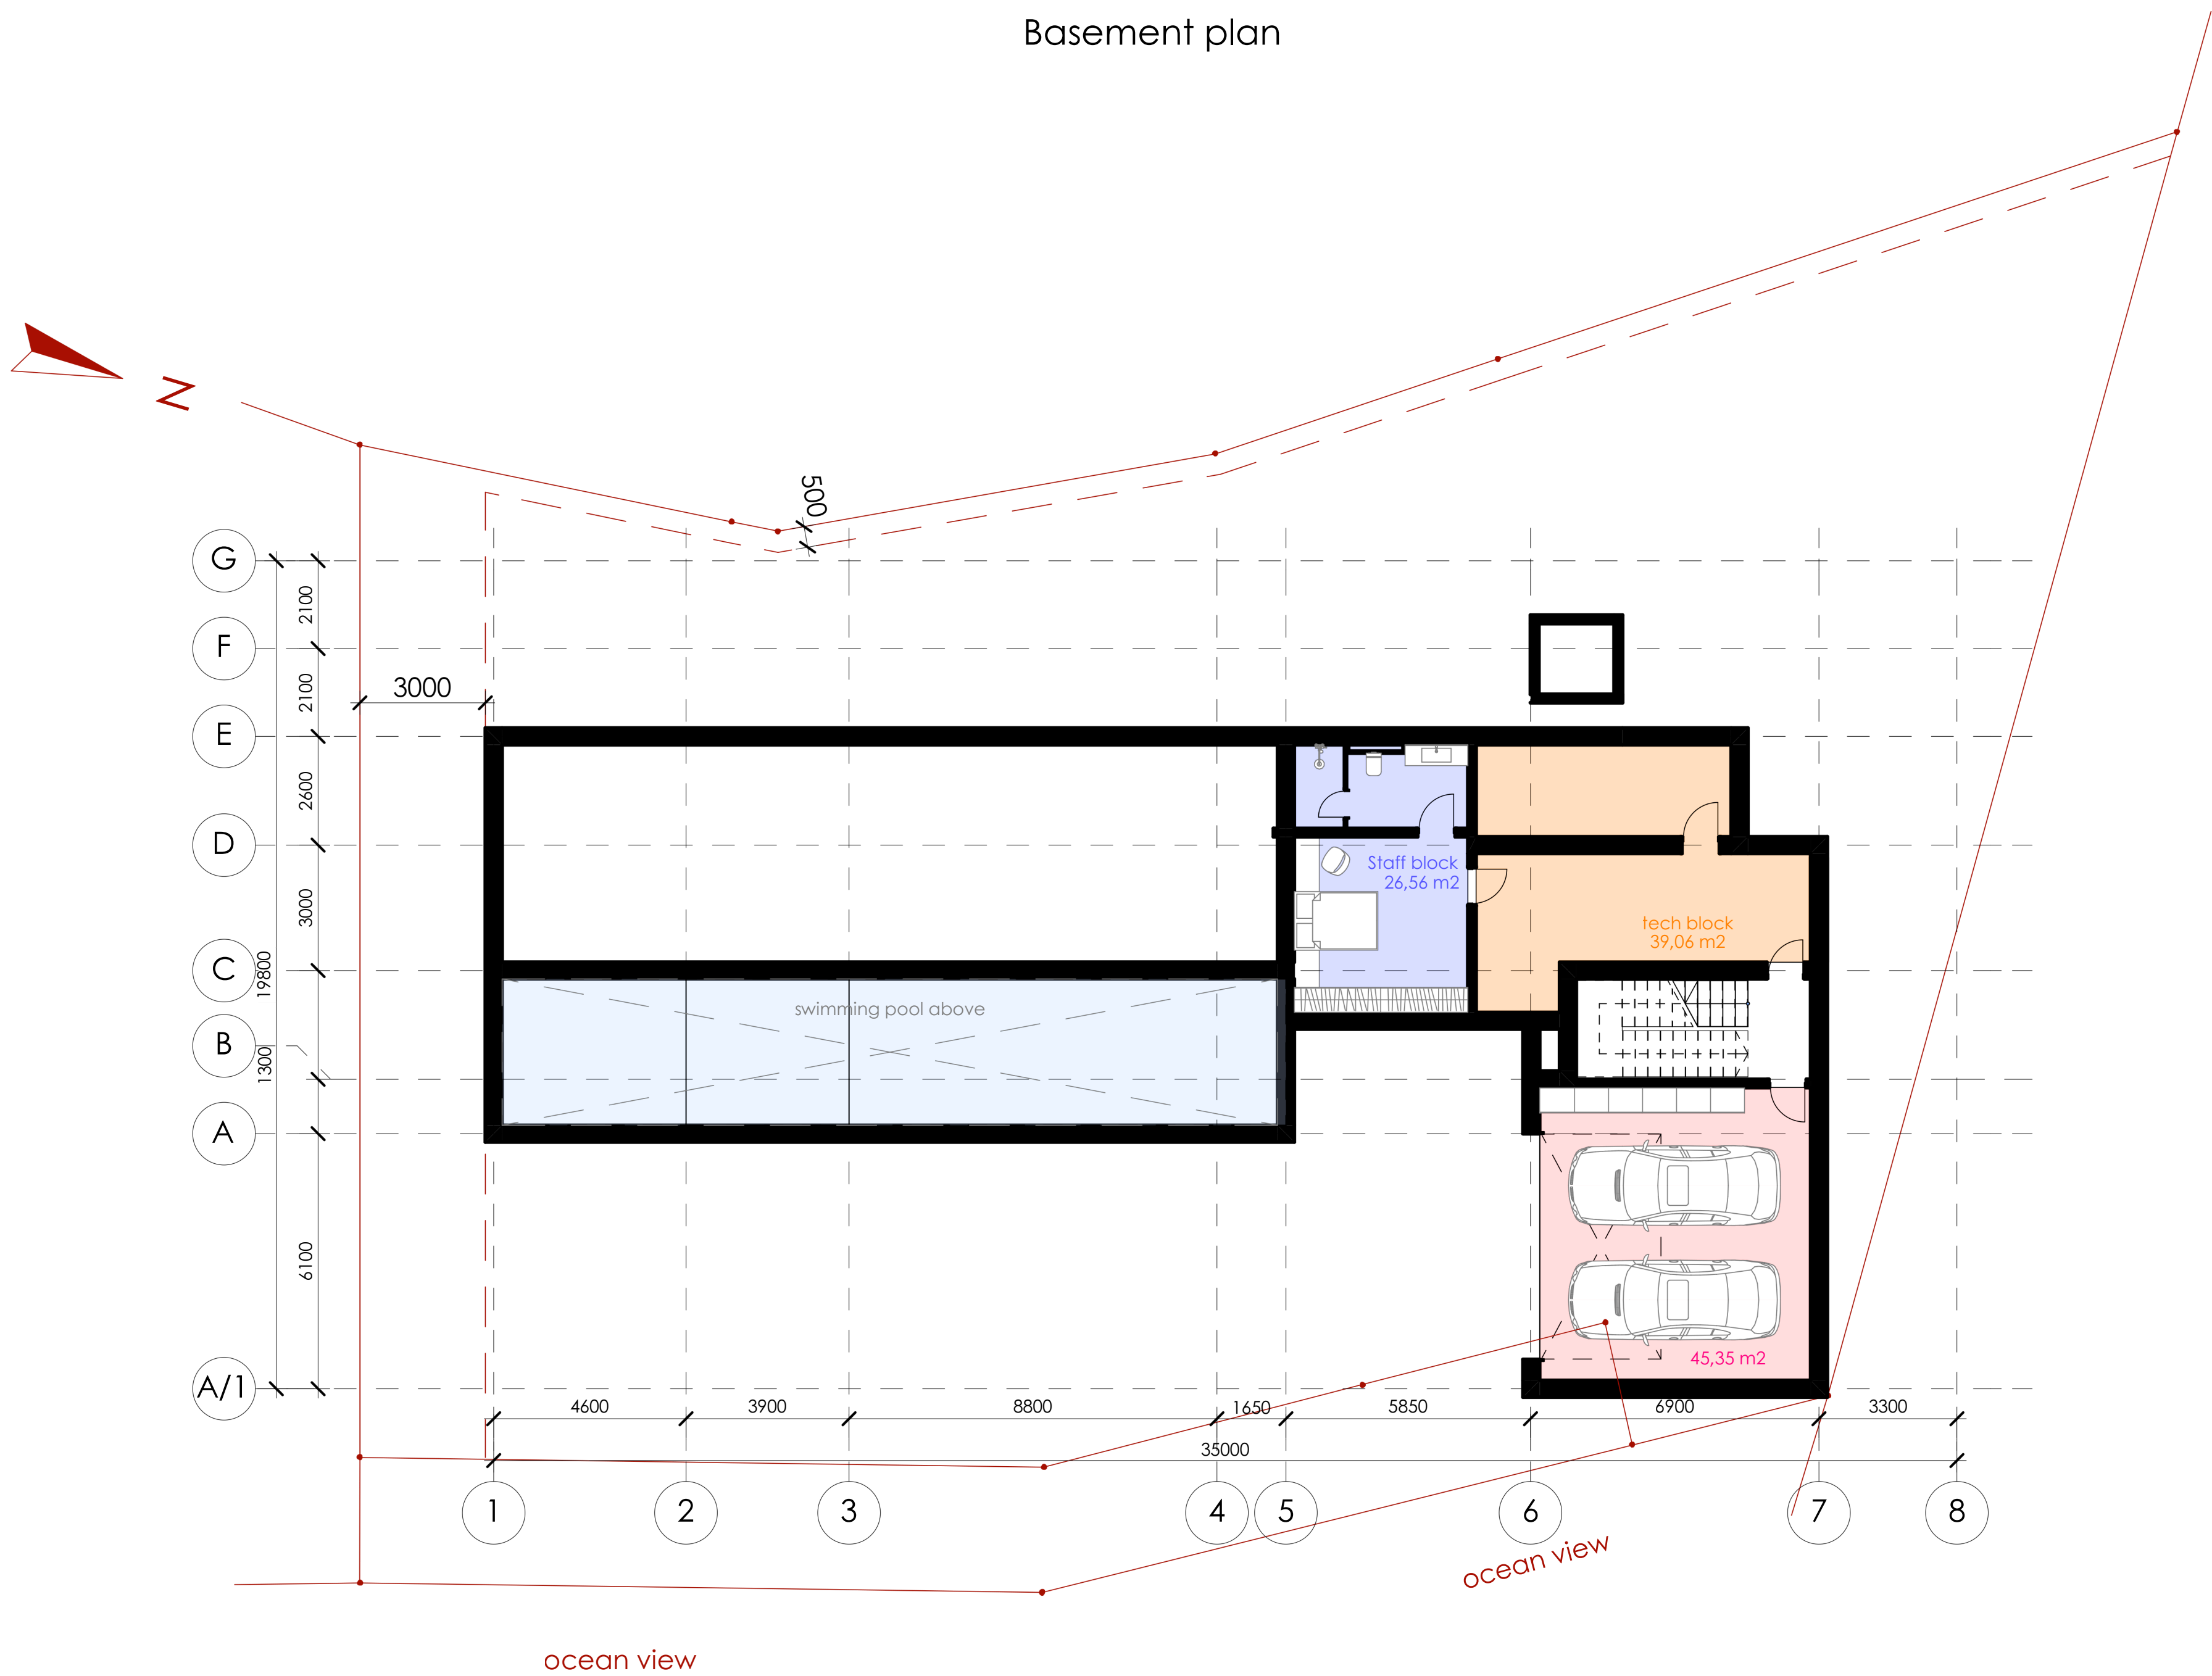 Basement plan
N
500
G
2100
F
2100
3000
E
2600
D
Staff block
26,56 m2
3000
tech block
39,06 m2
C
19800
swimming pool above
B
1300
A
6100
45,35 m2
A/1
4600
3900
8800
1650
5850
6900
3300
35000
1
2
3
4
5
6
7
8
ocean view
ocean view